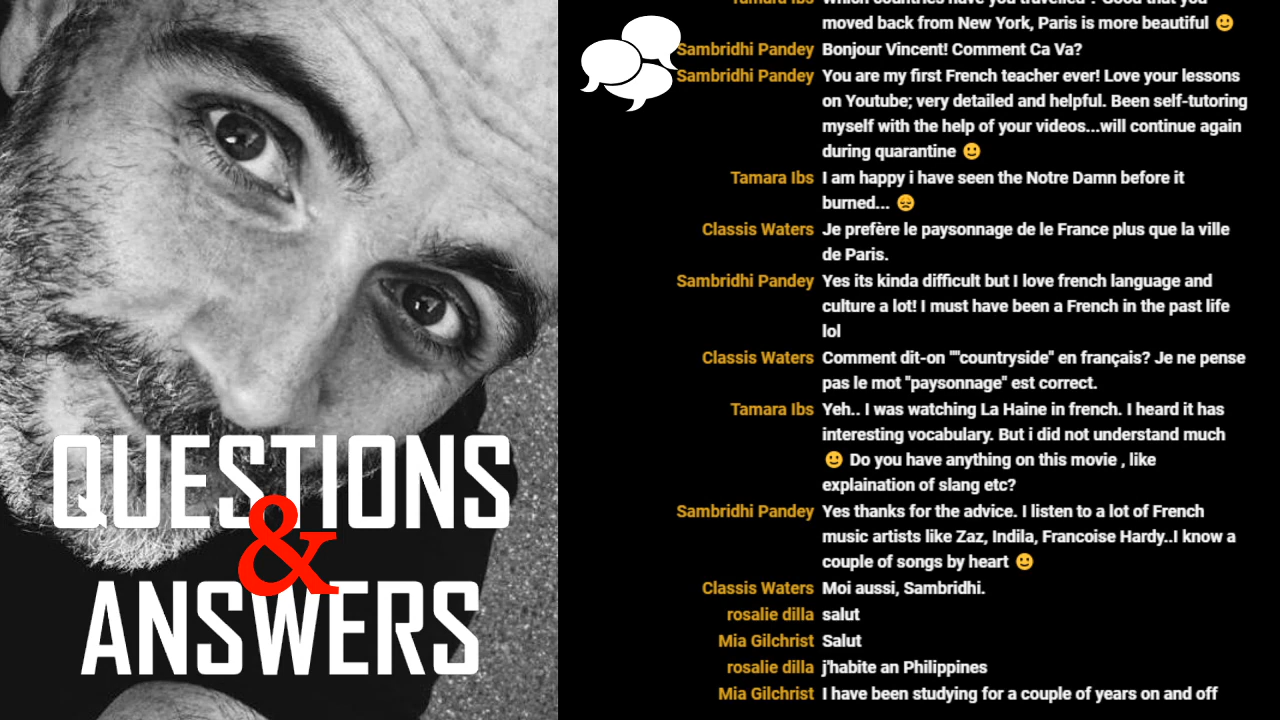 QUESTIONS
&
ANSWERS
Tamara Ibs Which countries have you travelled ? Good that you
moved back from New York, Paris is more beautiful 🙂
Sambridhi Pandey Bonjour Vincent! Comment Ca Va?
Sambridhi Pandey You are my first French teacher ever! Love your lessons
on Youtube; very detailed and helpful. Been self-tutoring
myself with the help of your videos...will continue again
during quarantine 🙂
Tamara Ibs I am happy i have seen the Notre Damn before it
burned... 😞
Classis Waters Je prefère le paysonnage de le France plus que la ville
de Paris.
Sambridhi Pandey Yes its kinda difficult but I love french language and
culture a lot! I must have been a French in the past life
lol
Classis Waters Comment dit-on ""countryside" en français? Je ne pense
pas le mot "paysonnage" est correct.
Tamara Ibs Yeh.. I was watching La Haine in french. I heard it has
interesting vocabulary. But i did not understand much
🙂 Do you have anything on this movie , like
explaination of slang etc?
Sambridhi Pandey Yes thanks for the advice. I listen to a lot of French
music artists like Zaz, Indila, Francoise Hardy..I know a
couple of songs by heart 🙂
Classis Waters Moi aussi, Sambridhi.
rosalie dilla salut
Mia Gilchrist Salut
rosalie dilla j'habite an Philippines
Mia Gilchrist I have been studying for a couple of years on and off